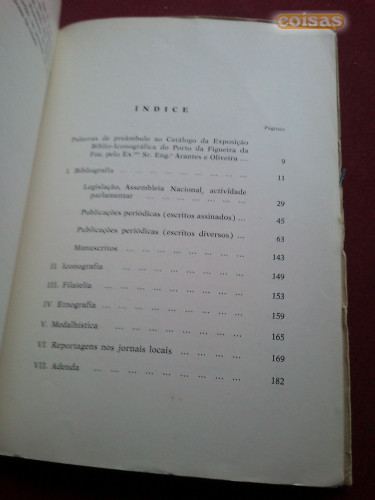 coisas
ÍNDICE
Páginas
Palavras de preâmbulo ao Catálogo da Exposição
Biblio-Iconográfica do Porto da Figueira da
Foz, pelo Ex.mo Sr. Eng.º Arantes e Oliveira ... 9
I. Bibliografia ... ... ... ... ... ... ... ... 11
Legislação, Assembleia Nacional, actividade
parlamentar ... ... ... ... ... ... ... 29
Publicações periódicas (escritos assinados) ... 45
Publicações periódicas (escritos diversos) ... 63
Manuscritos ... ... ... ... ... ... ... 143
II. Iconografia ... ... ... ... ... ... ... 149
III. Filatelia ... ... ... ... ... ... ... ... 153
IV. Etnografia ... ... ... ... ... ... ... 159
V. Medalhística ... ... ... ... ... ... ... 165
VI. Reportagens nos jornais locais ... ... ... ... 169
VII. Adenda ... ... ... ... ... ... ... ... 182